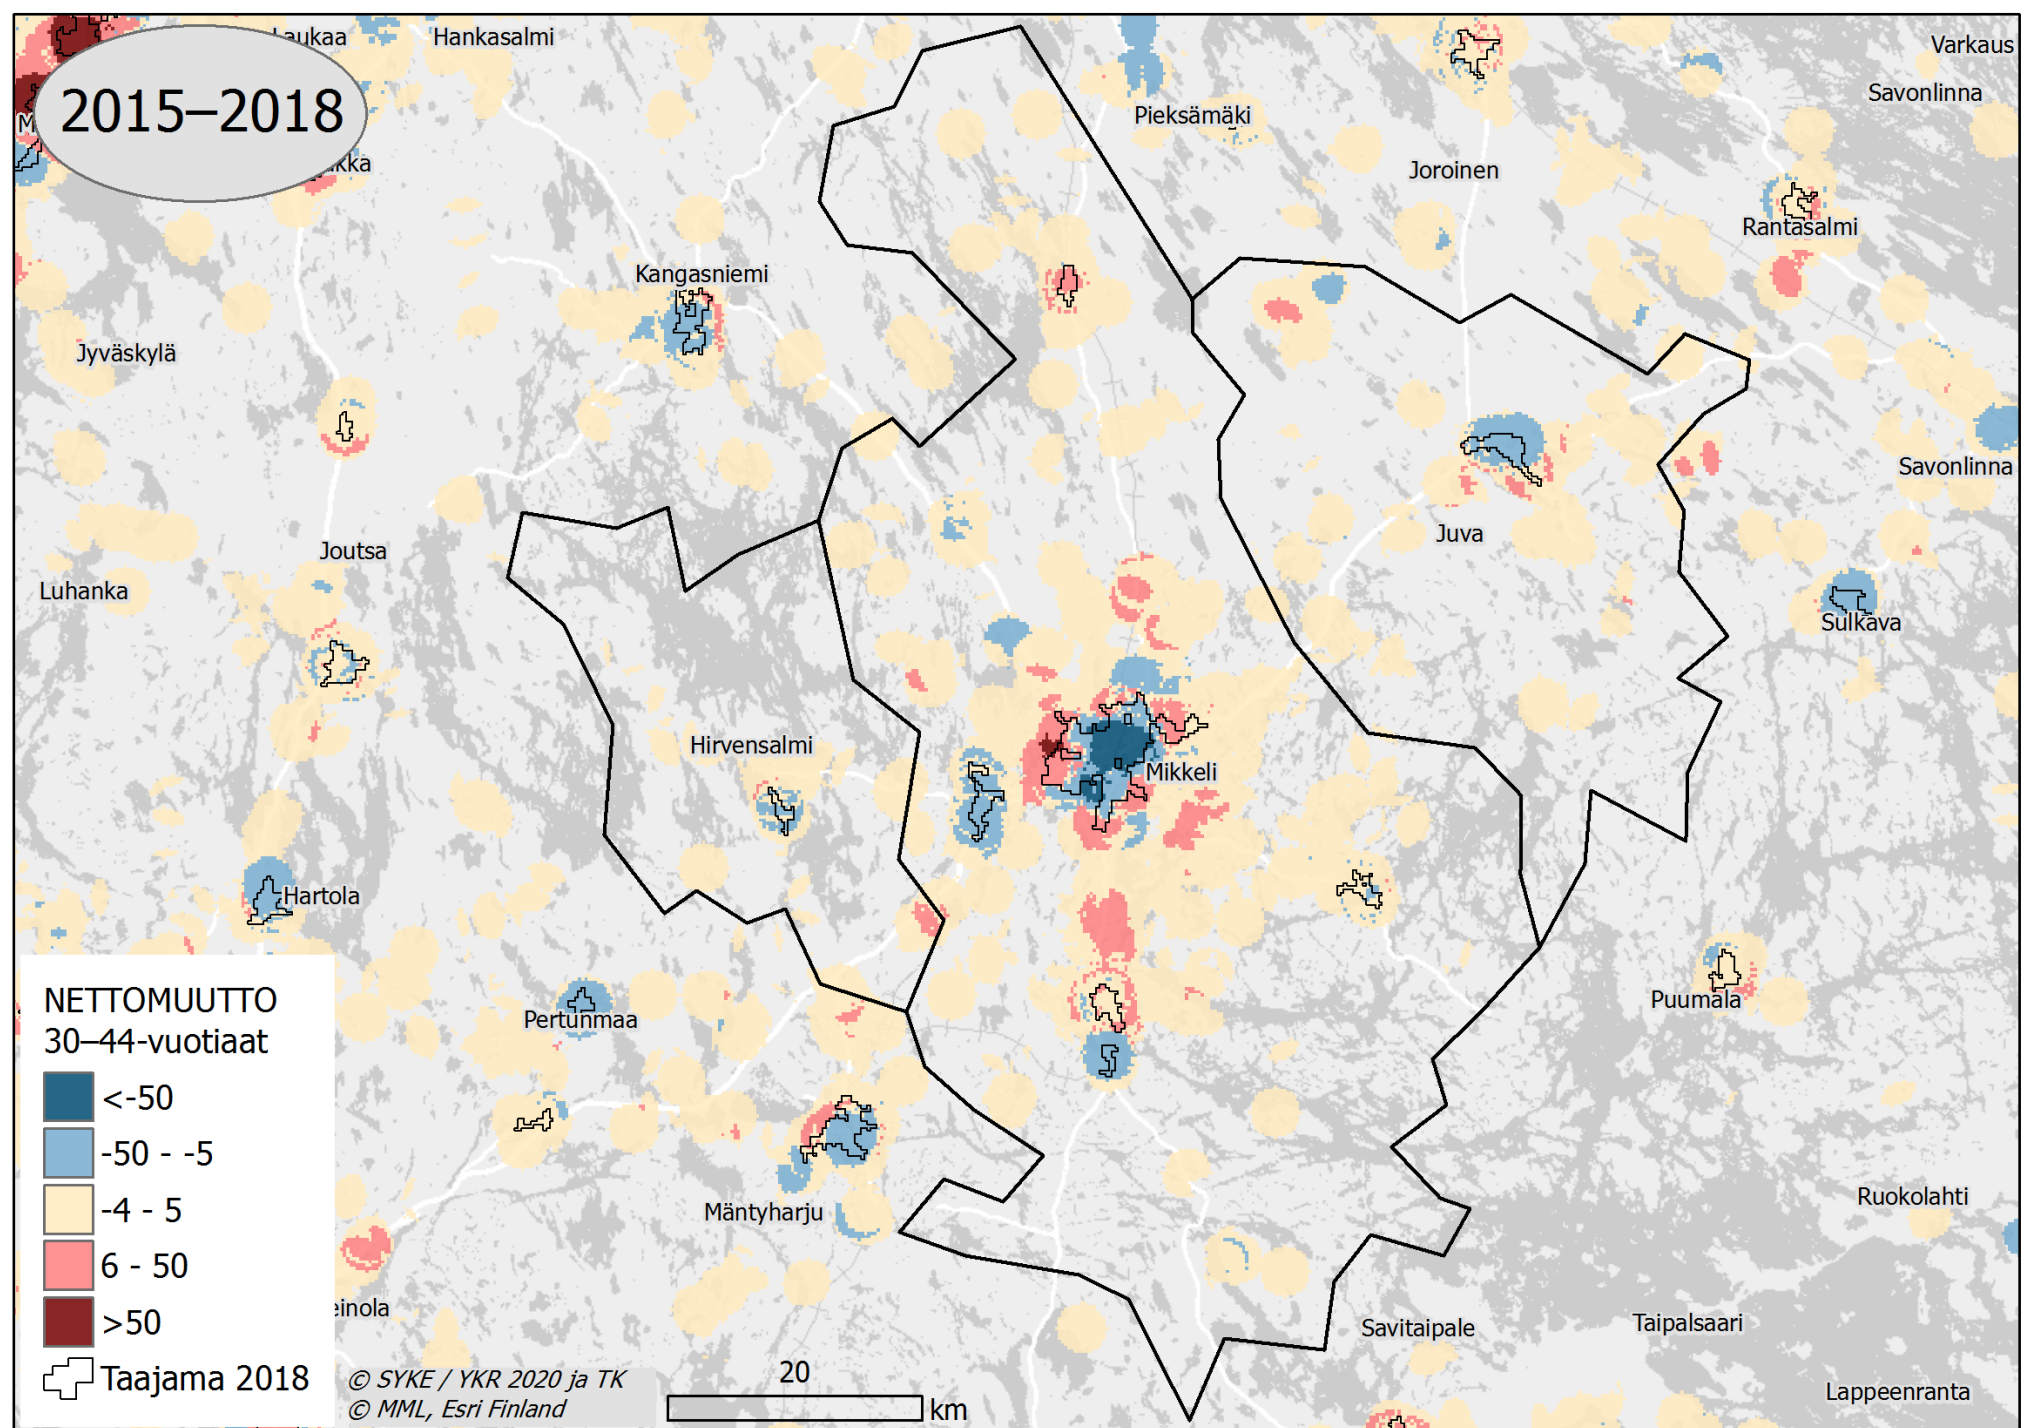 Laukaa
Hankasalmi
Varkaus
2015–2018
Savonlinna
Pieksämäki
kka
Joroinen
Rantasalmi
Kangasniemi
Jyväskylä
Savonlinna
Juva
Joutsa
Luhanka
Sulkava
Hirvensalmi
Mikkeli
Hartola
Puumala
Pertunmaa
NETTOMUUTTO
30–44-vuotiaat
<-50
-50 - -5
-4 - 5
6 - 50
>50
Taajama 2018
Mäntyharju
Ruokolahti
einola
Savitaipale
Taipalsaari
Lappeenranta
© SYKE / YKR 2020 ja TK
© MML, Esri Finland
20
km